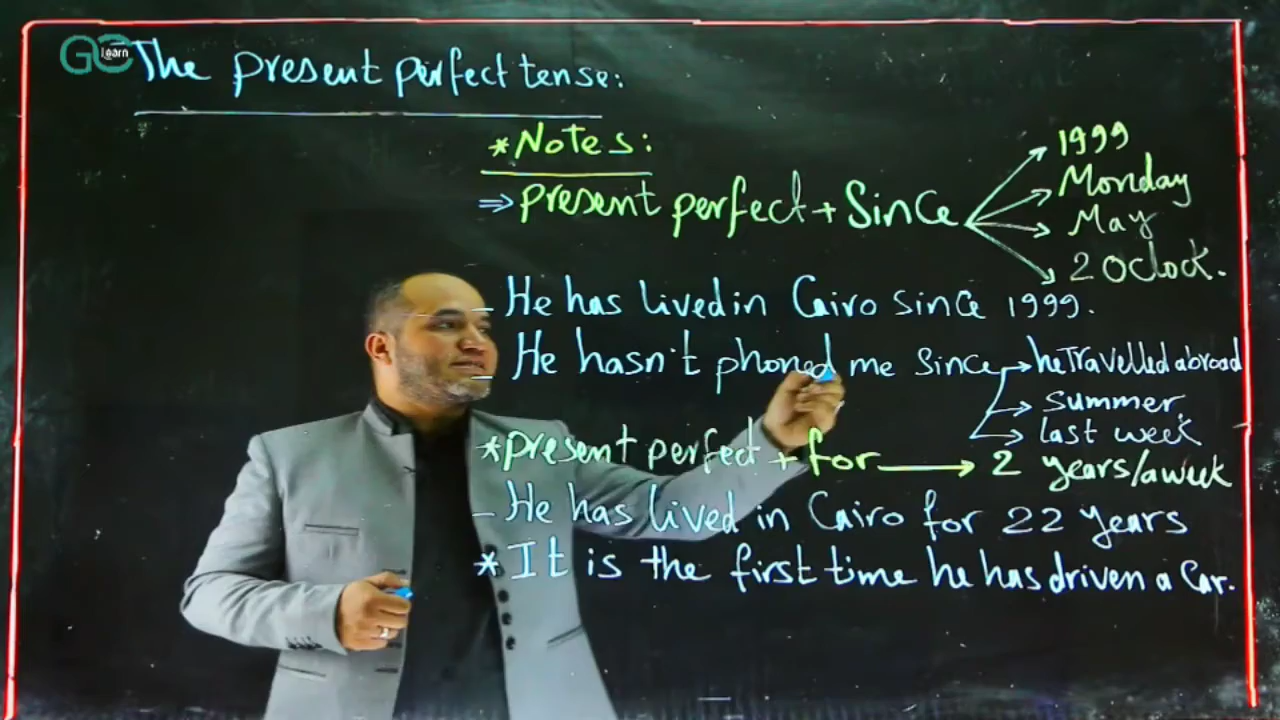 GO Learn
The present perfect tense:
*Notes:
⇒ present perfect + Since → 1999
→ Monday
→ May
→ 2 O'clock.
- He has lived in Cairo since 1999.
- He hasn't phoned me since → he Travelled abroad
→ summer
→ last week
* present perfect + for → 2 years/a week
- He has lived in Cairo for 22 years
* It is the first time he has driven a Car.